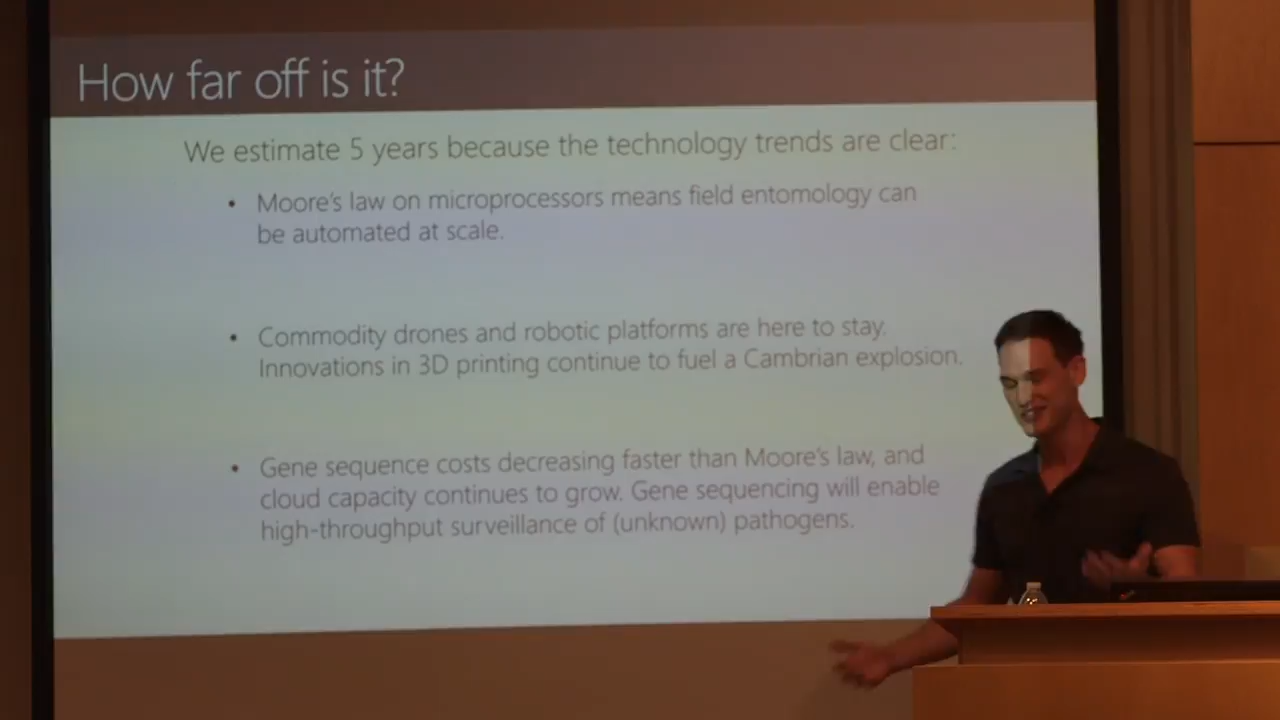 How far off is it?
We estimate 5 years because the technology trends are clear:
• Moore's law on microprocessors means field entomology can
be automated at scale.
• Commodity drones and robotic platforms are here to stay.
Innovations in 3D printing continue to fuel a Cambrian explosion.
• Gene sequence costs decreasing faster than Moore's law, and
cloud capacity continues to grow. Gene sequencing will enable
high-throughput surveillance of (unknown) pathogens.